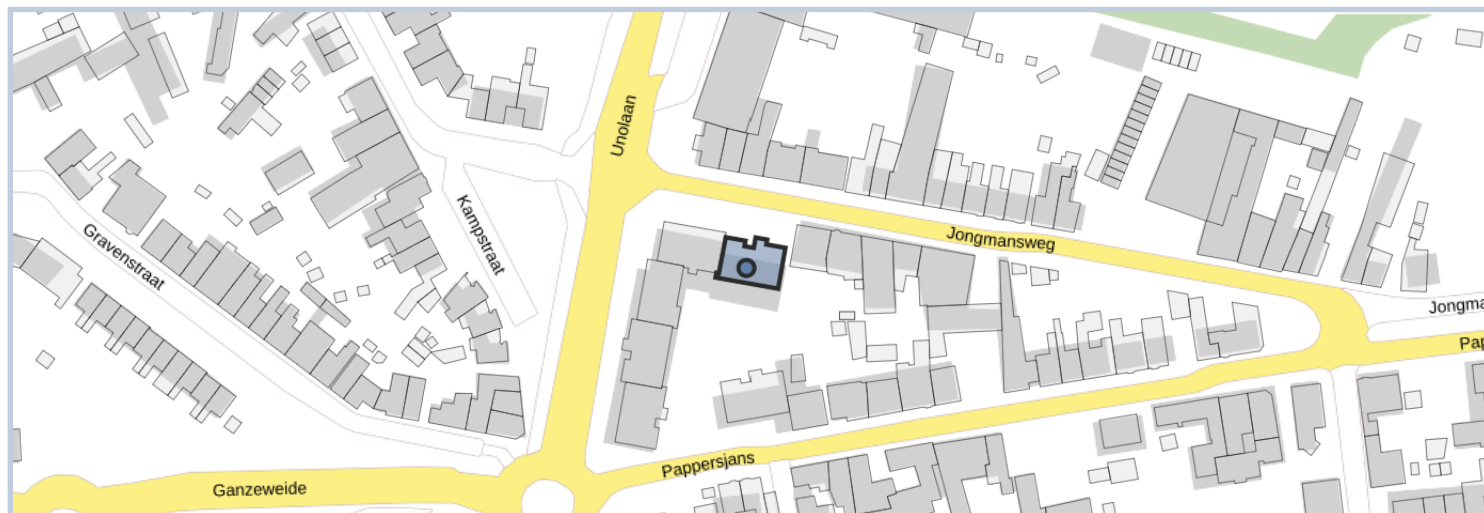 Unolaan
Kampstraat
Gravenstraat
Jongmansweg
Jongma
Pap
Pappersjans
Ganzeweide